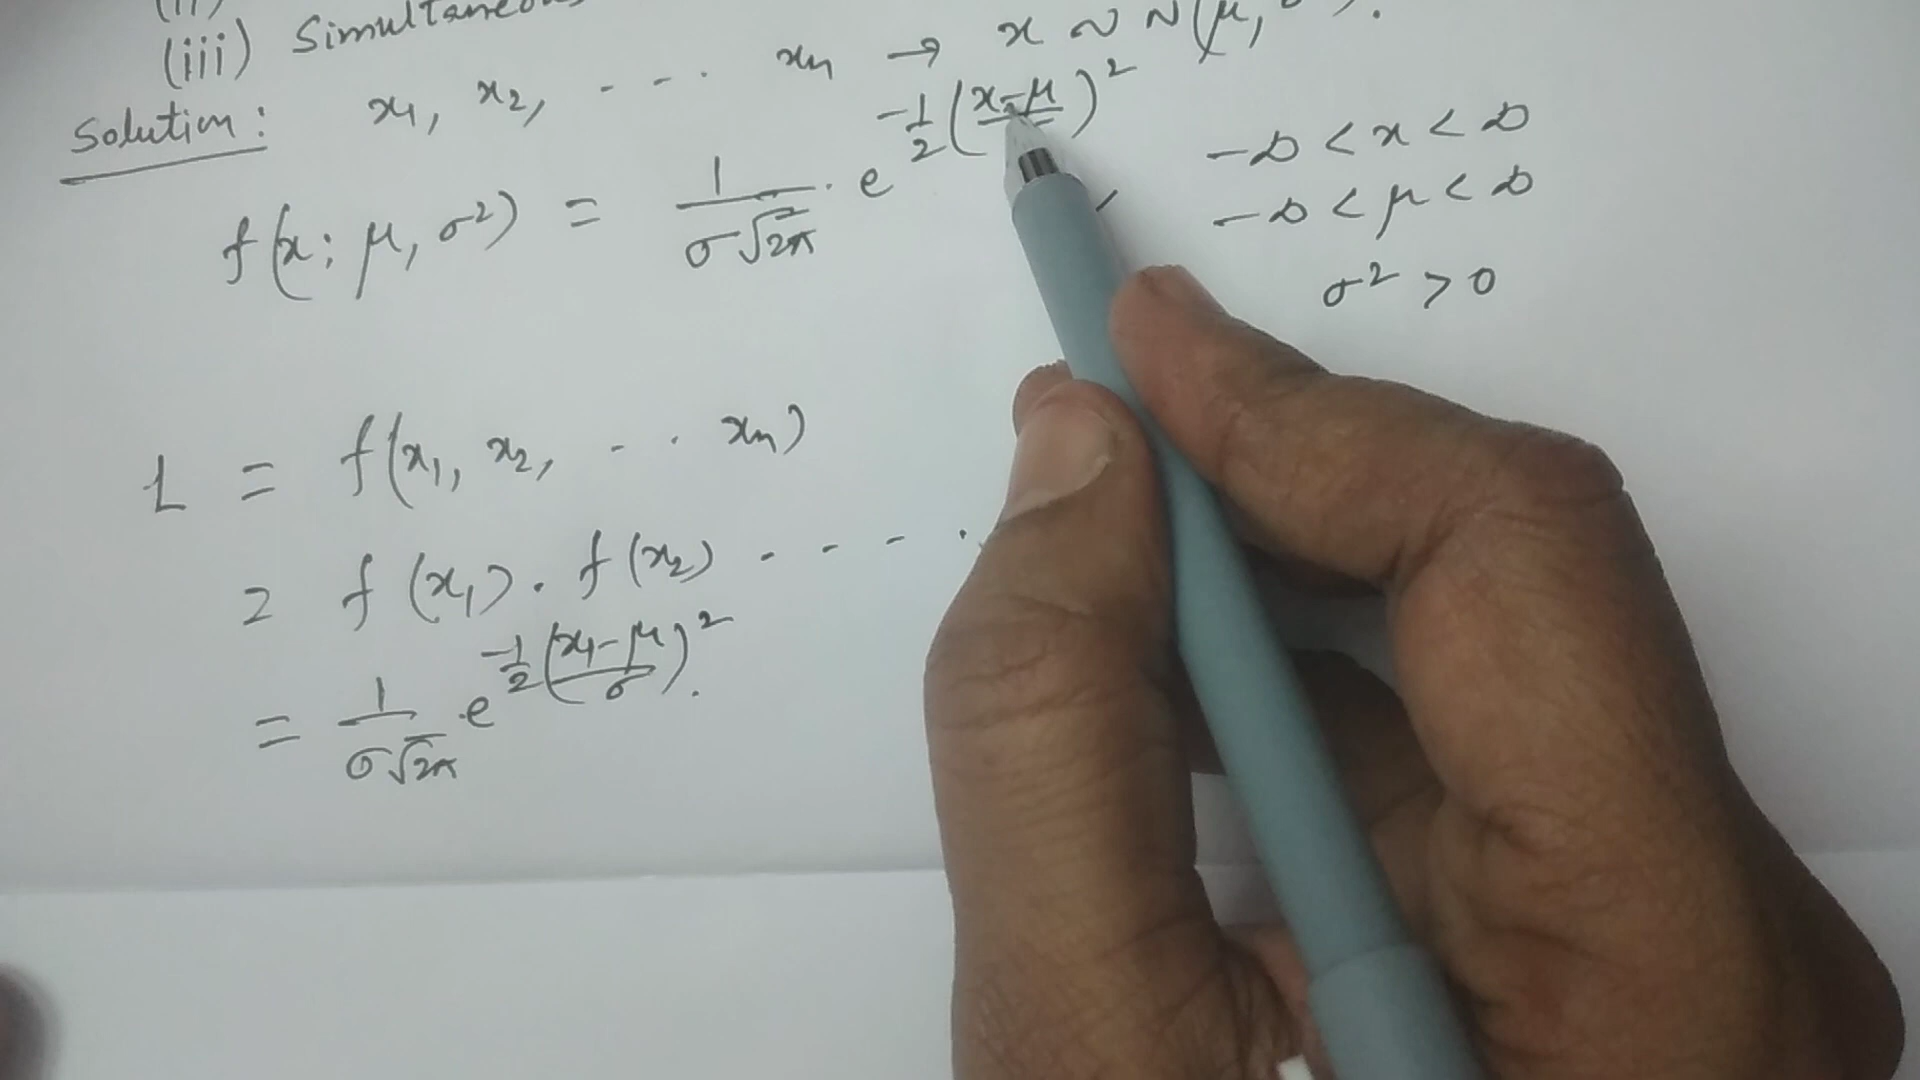 (iii) Simultaneou
Solution: x₁, x₂, - - - . xₙ → x ~ N(μ,
f(x; μ, σ²) = 1/(σ√2π) . e^(-1/2 (x-μ/ )²) , -∞ < x < ∞
-∞ < μ < ∞
σ² > 0
L = f(x₁, x₂, - - . xₙ)
= f(x₁) . f(x₂) - - - - .
= 1/(σ√2π) . e^(-1/2 (x₁-μ/σ)²) .